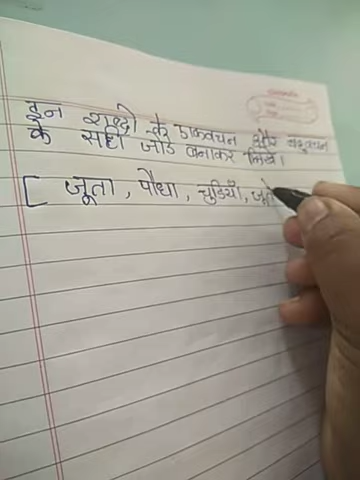 इन शब्दो के एकवचन और बहुवचन
के सही जोडे बनाकर लिखे।
[ जूता, पौधा, चुडियाँ,